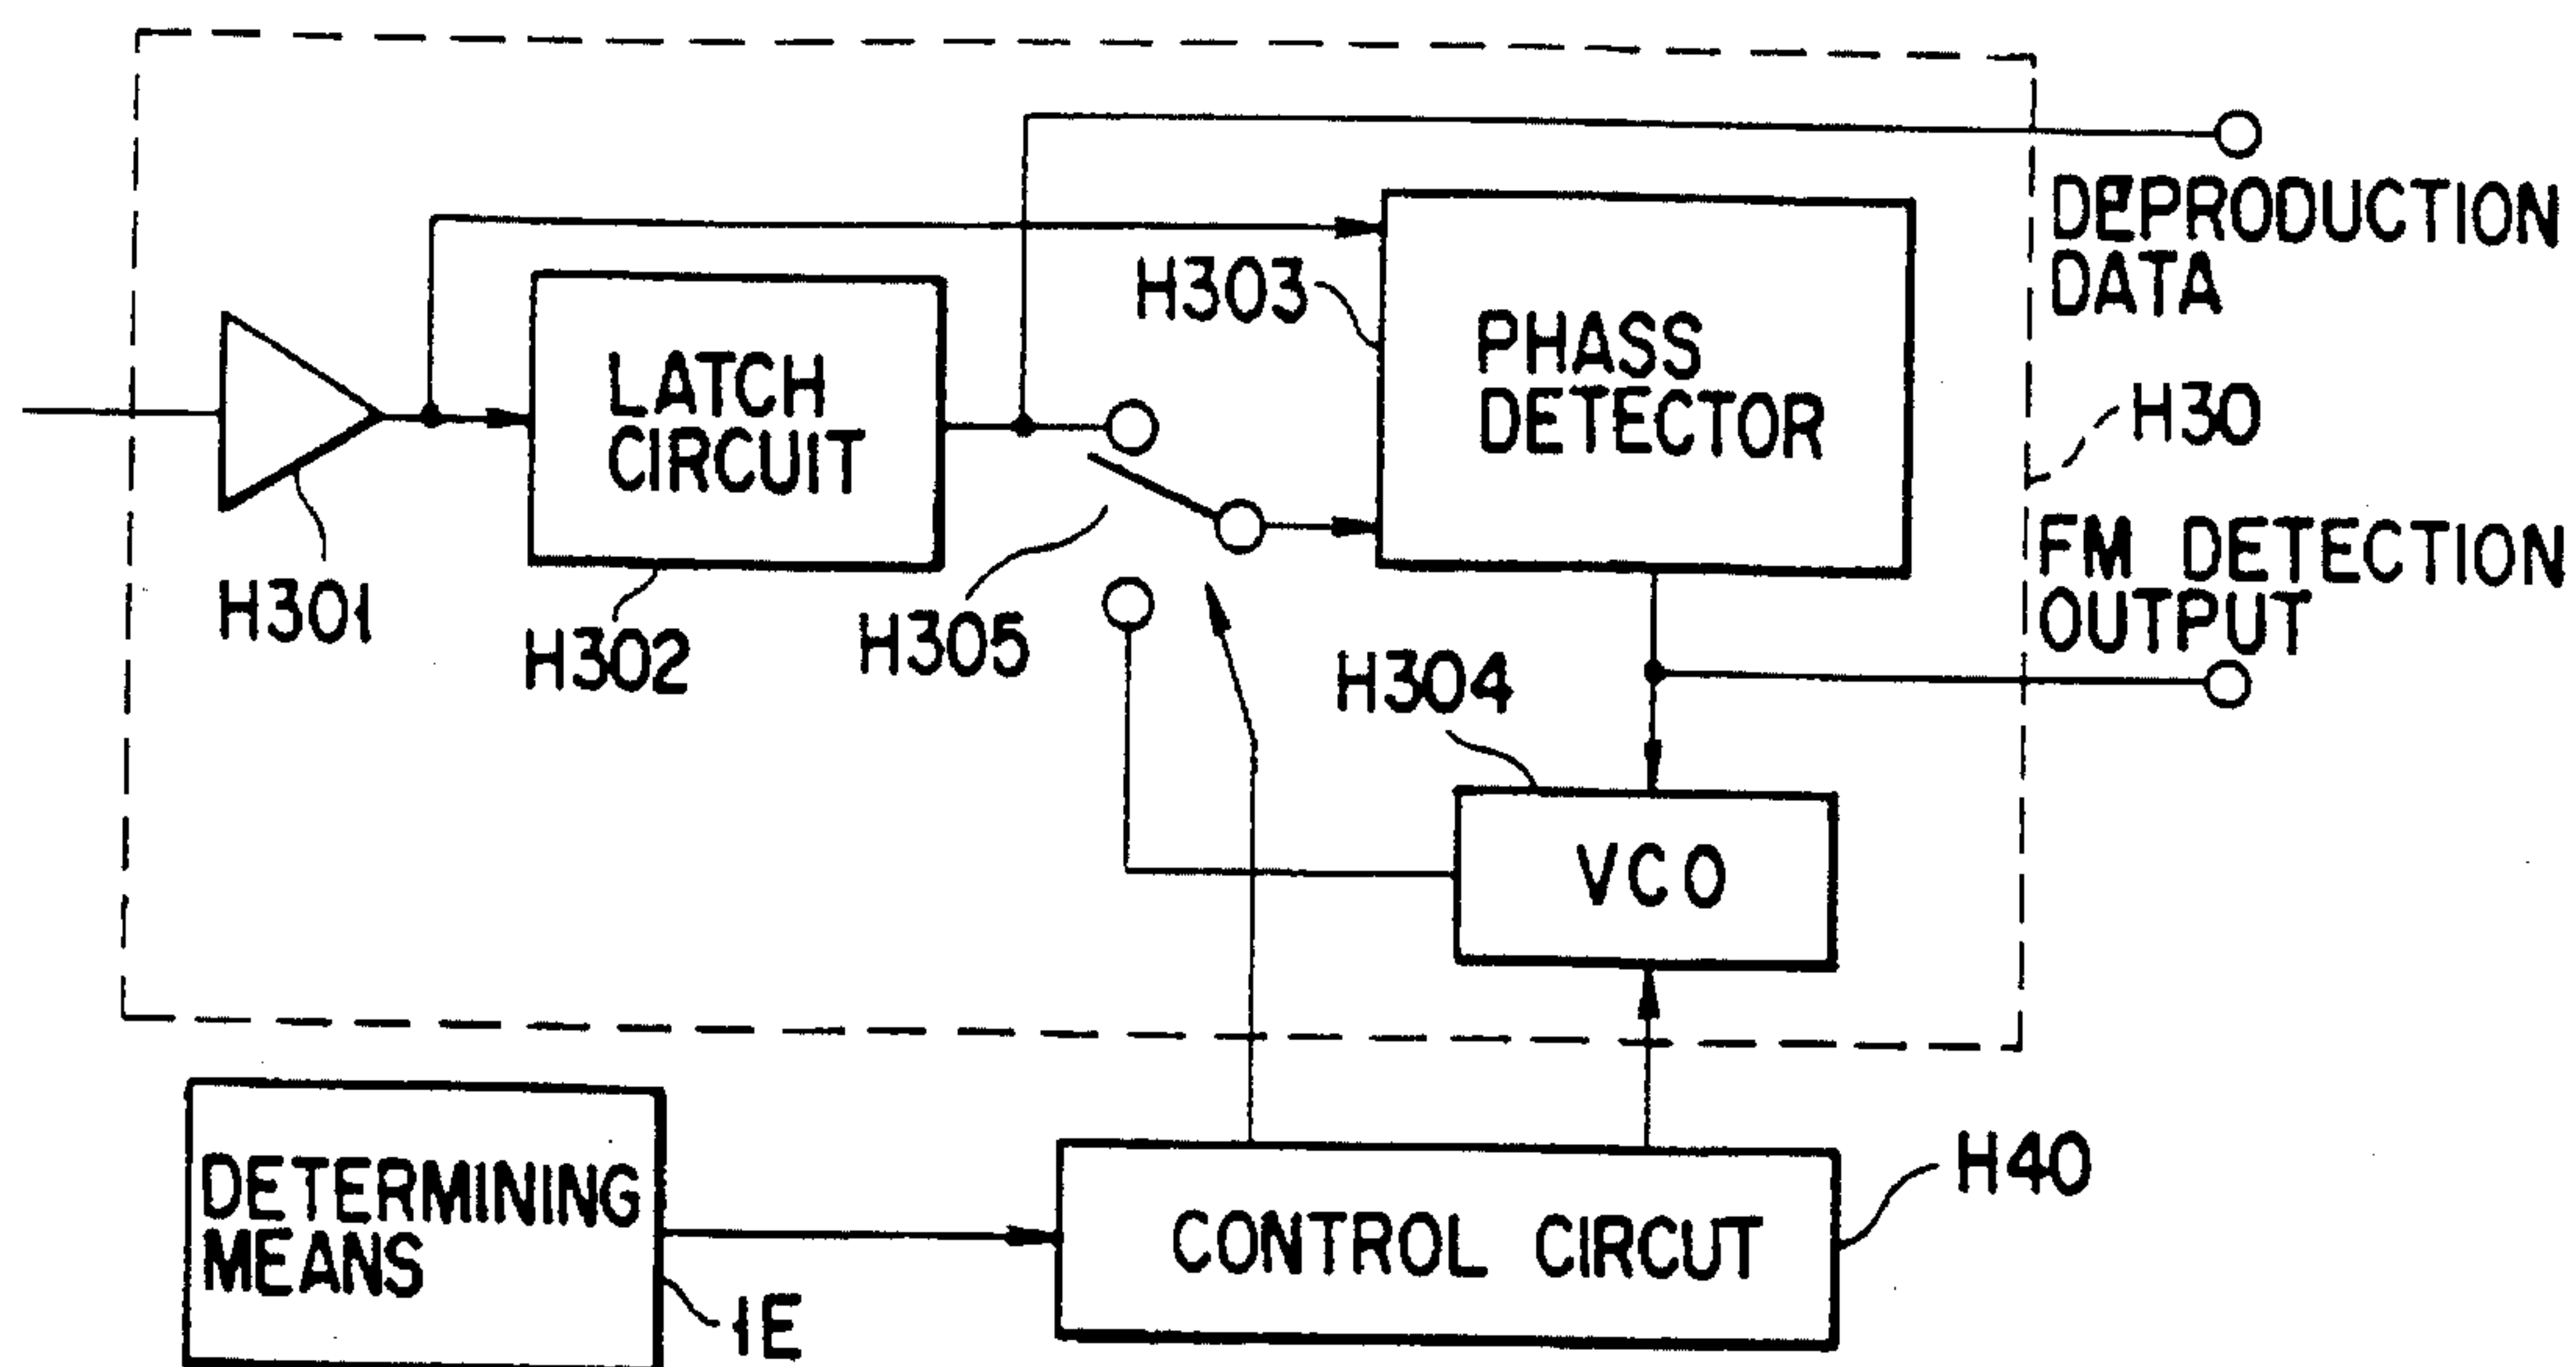 DEPRODUCTION
DATA
H303
PHASS
DETECTOR
LATCH
CIRCUIT
H30
FM DETECTION
OUTPUT
H301
H302
H305
H304
VCO
DETERMINING
MEANS
1E
CONTROL CIRCUT
H40